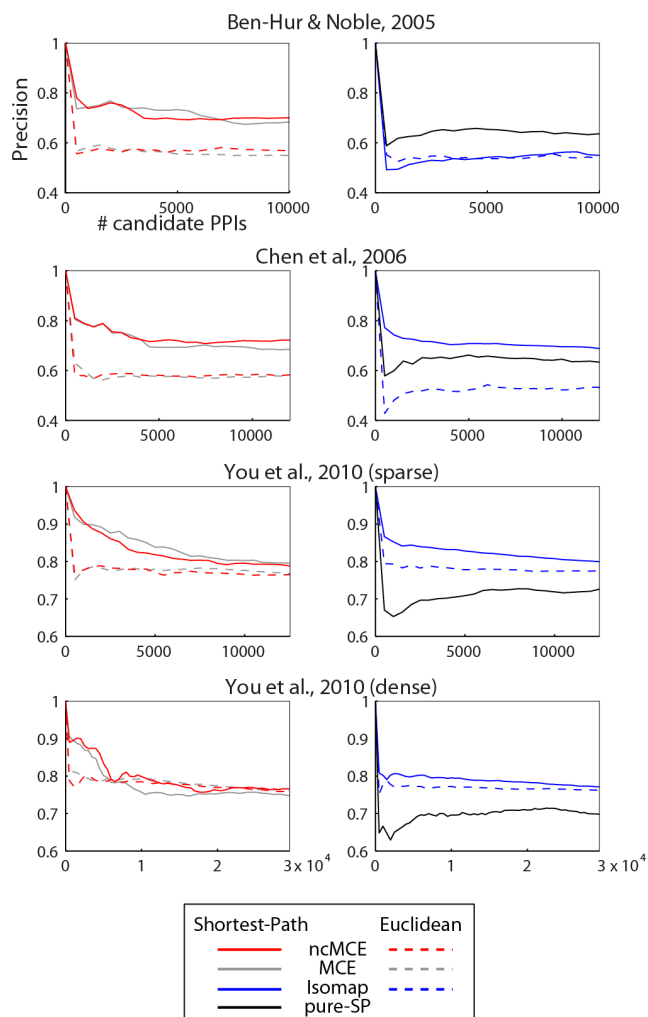 Ben-Hur & Noble, 2005
Precision
1
0.8
0.6
0.4
0 5000 10000
# candidate PPIs
1
0.8
0.6
0.4
0 5000 10000
Chen et al., 2006
1
0.8
0.6
0.4
0 5000 10000
1
0.8
0.6
0.4
0 5000 10000
You et al., 2010 (sparse)
1
0.9
0.8
0.7
0.6
0 5000 10000
1
0.9
0.8
0.7
0.6
0 5000 10000
You et al., 2010 (dense)
1
0.9
0.8
0.7
0.6
0 1 2 3 x 10⁴
1
0.9
0.8
0.7
0.6
0 1 2 3 x 10⁴
Shortest-Path Euclidean
ncMCE
MCE
Isomap
pure-SP